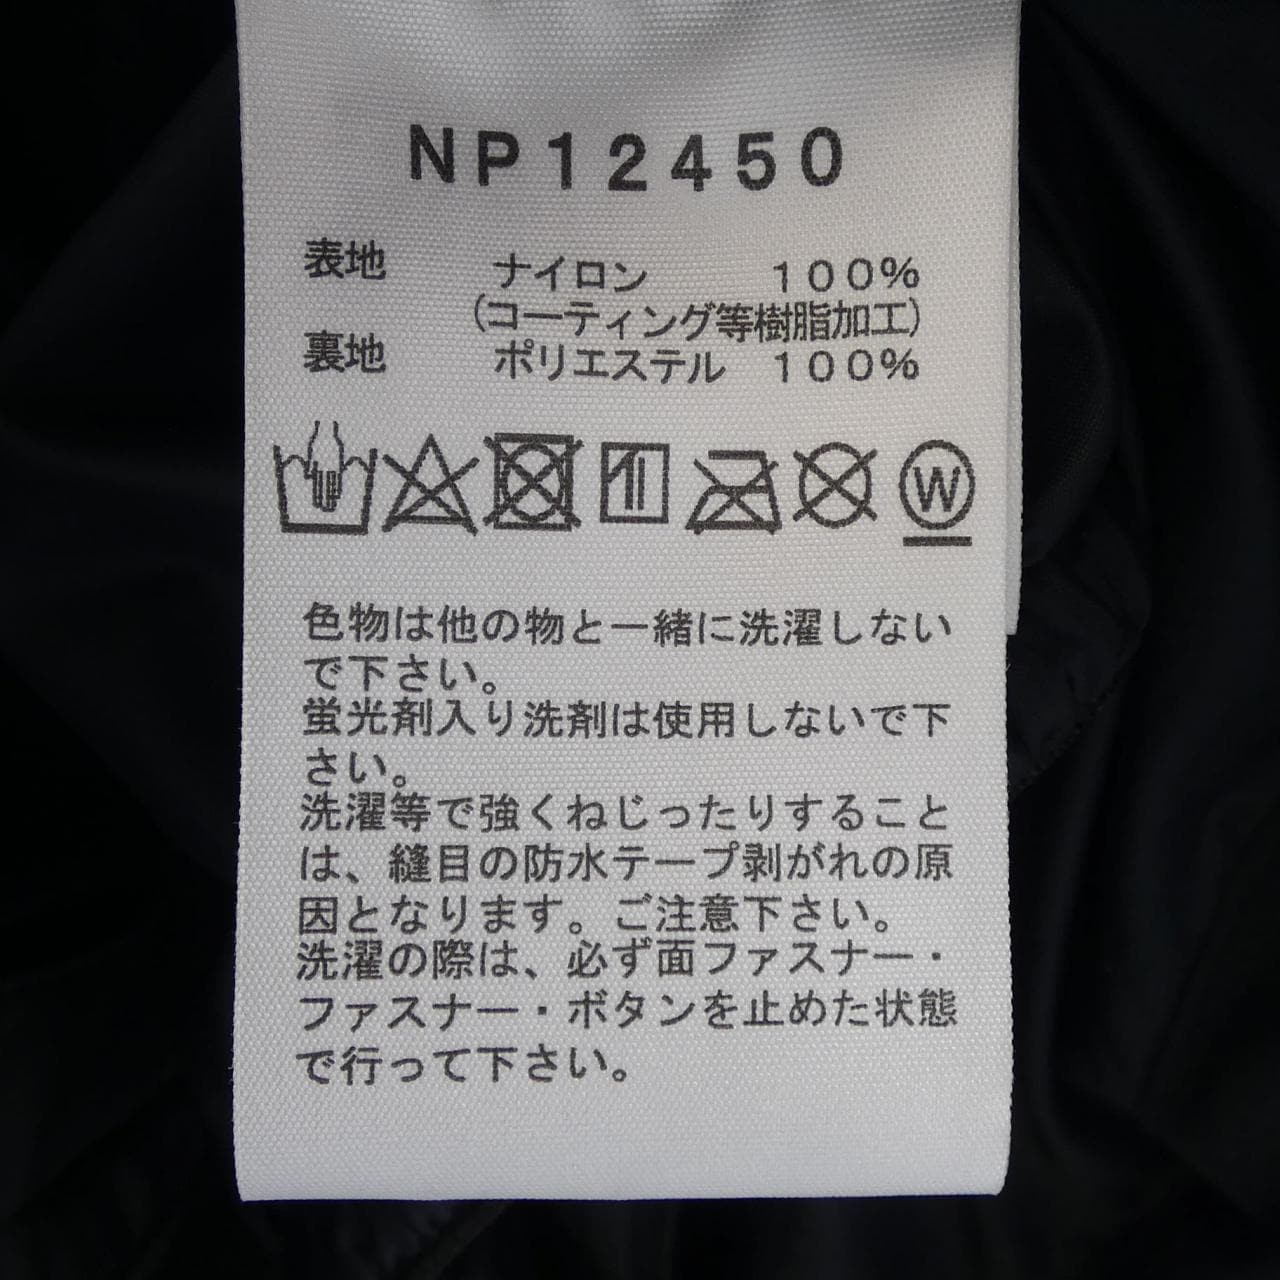 NP12450
表地 ナイロン 100%
(コーティング等樹脂加工)
裏地 ポリエステル 100%
W
色物は他の物と一緒に洗濯しない
で下さい。
蛍光剤入り洗剤は使用しないで下
さい。
洗濯等で強くねじったりすること
は、縫目の防水テープ剥がれの原
因となります。ご注意下さい。
洗濯の際は、必ず面ファスナー・
ファスナー・ボタンを止めた状態
で行って下さい。